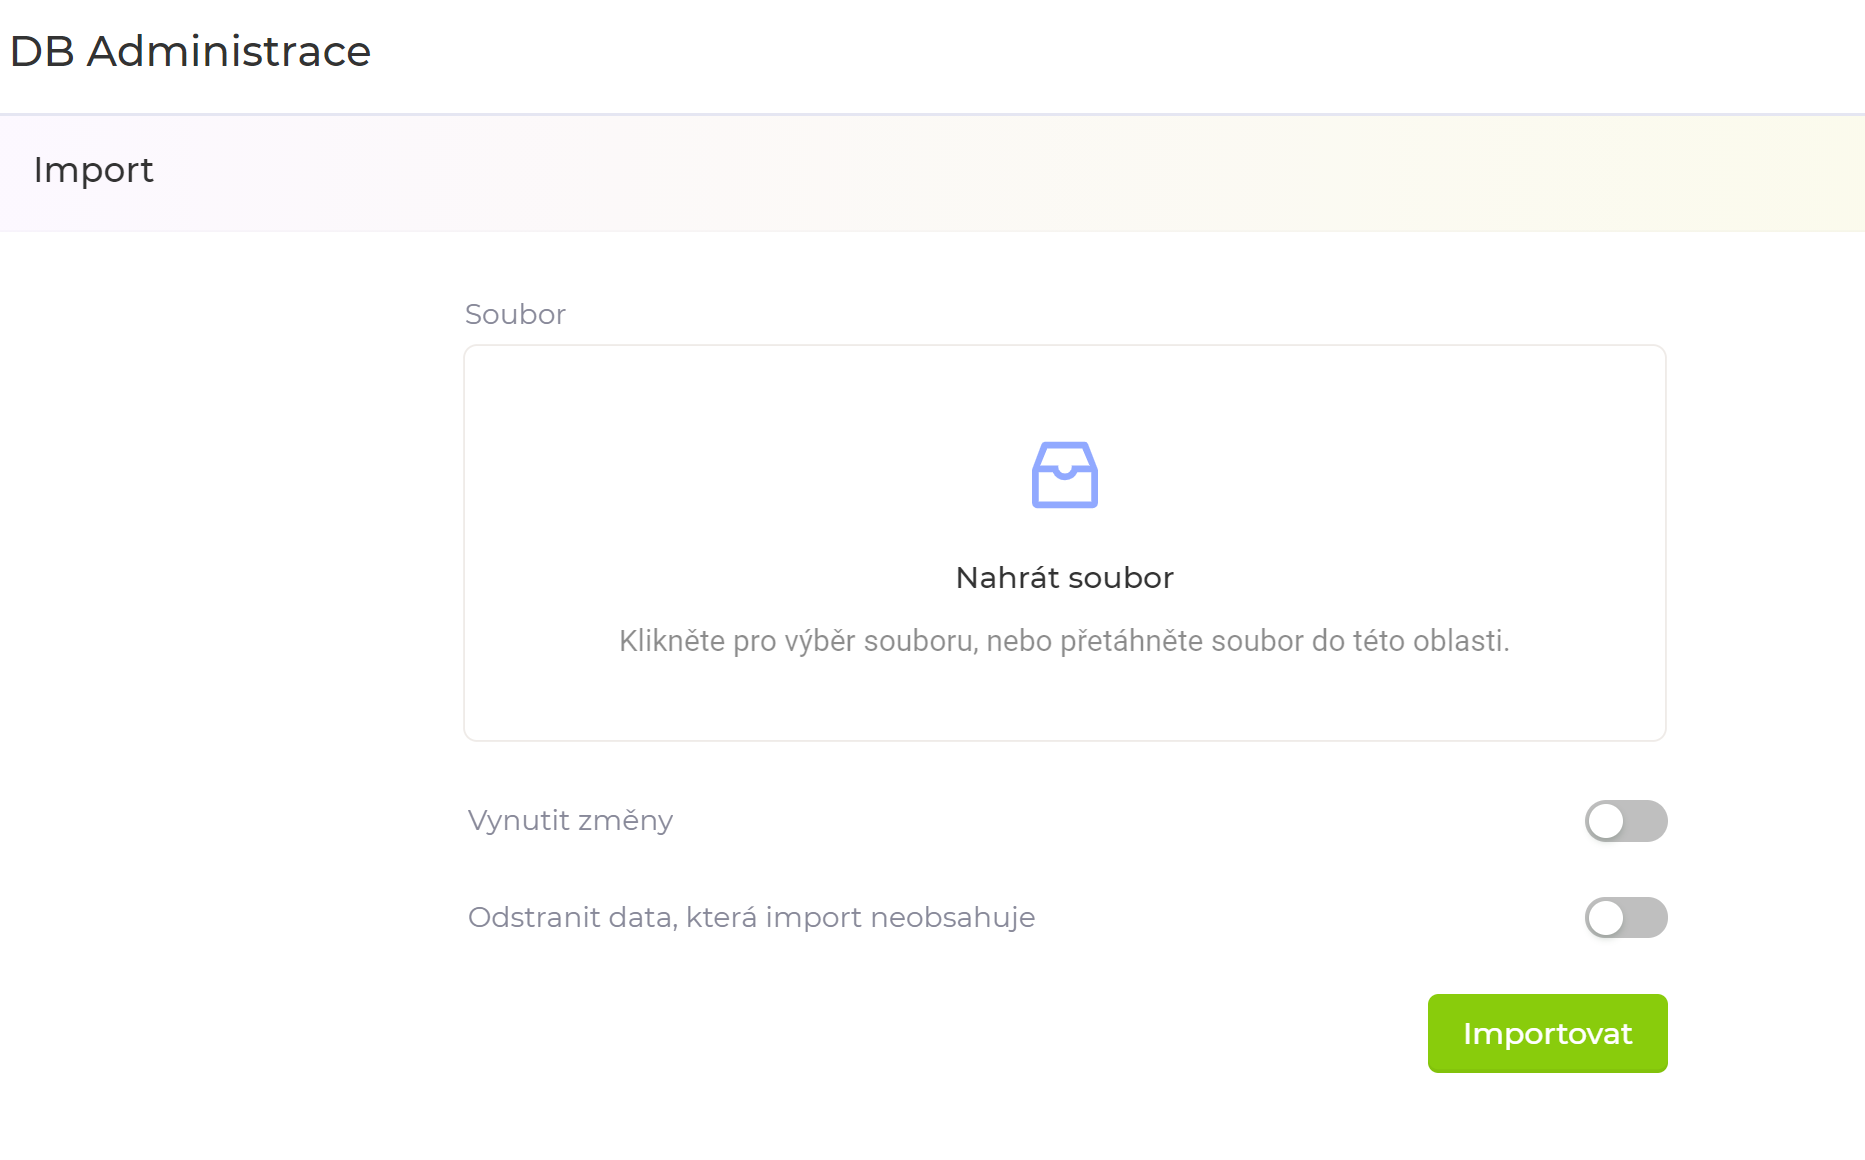 DB Administrace
Import
Soubor
Nahrát soubor
Klikněte pro výběr souboru, nebo přetáhněte soubor do této oblasti.
Vynutit změny
Odstranit data, která import neobsahuje
Importovat